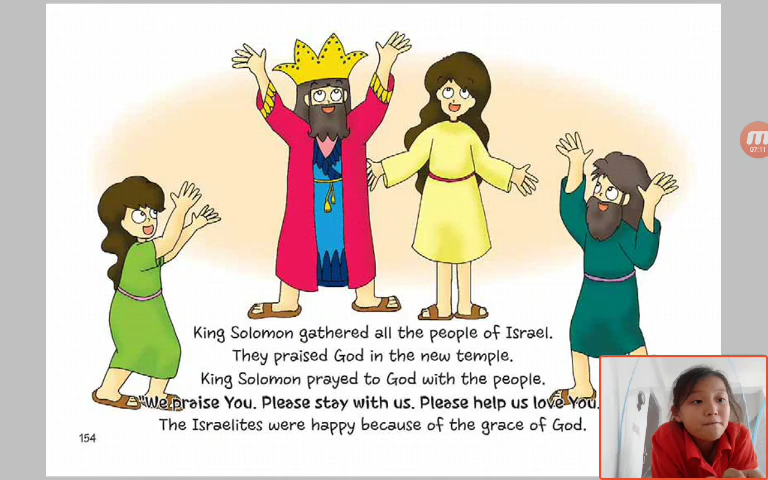 King Solomon gathered all the people of Israel.
They praised God in the new temple.
King Solomon prayed to God with the people.
"We praise You. Please stay with us. Please help us love You.
The Israelites were happy because of the grace of God.
154
07:11